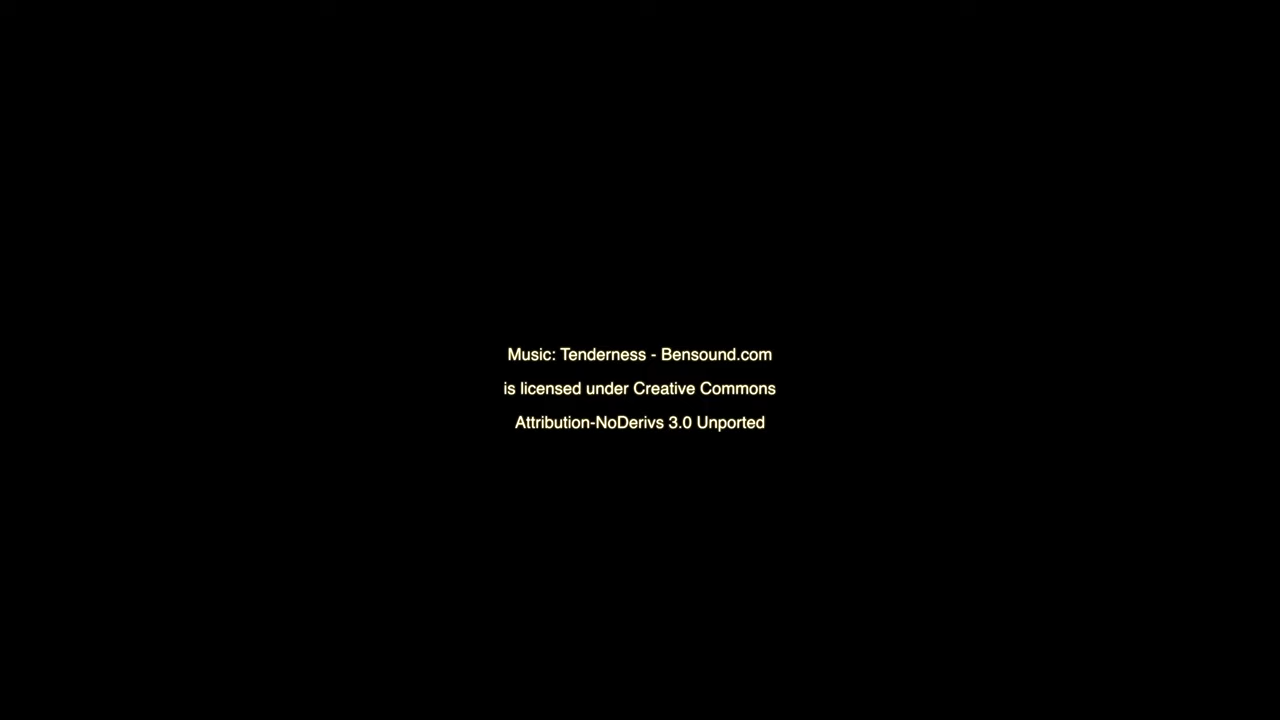 Music: Tenderness - Bensound.com
is licensed under Creative Commons
Attribution-NoDerivs 3.0 Unported